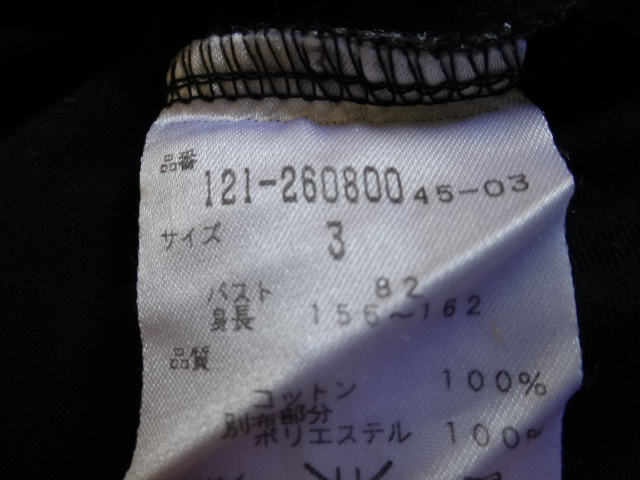 品番
121-260800 45-03
サイズ 3
バスト 82
身長 156~162
品質
コットン 100%
別布部分
ポリエステル 100%